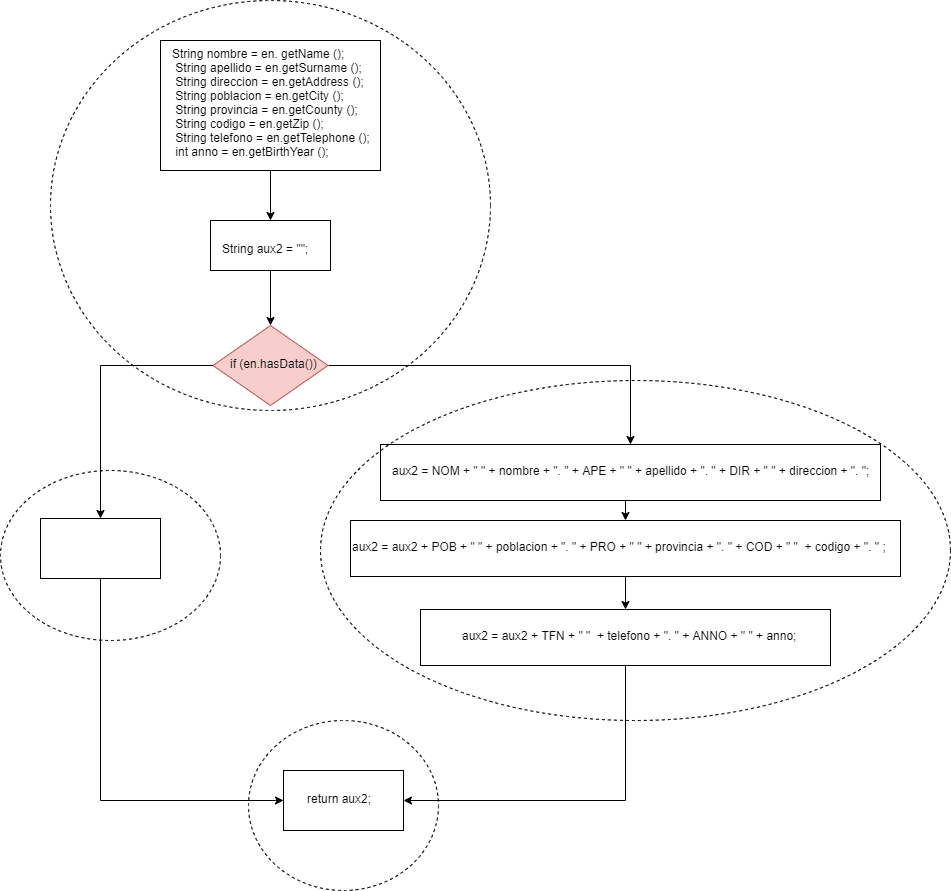 String nombre = en. getName ();
String apellido = en.getSurname ();
String direccion = en.getAddress ();
String poblacion = en.getCity ();
String provincia = en.getCounty ();
String codigo = en.getZip ();
String telefono = en.getTelephone ();
int anno = en.getBirthYear ();
String aux2 = "";
if (en.hasData())
aux2 = NOM + " " + nombre + ". " + APE + " " + apellido + ". " + DIR + " " + direccion + ". ";
aux2 = aux2 + POB + " " + poblacion + ". " + PRO + " " + provincia + ". " + COD + " " + codigo + ". " ;
aux2 = aux2 + TFN + " " + telefono + ". " + ANNO + " " + anno;
return aux2;